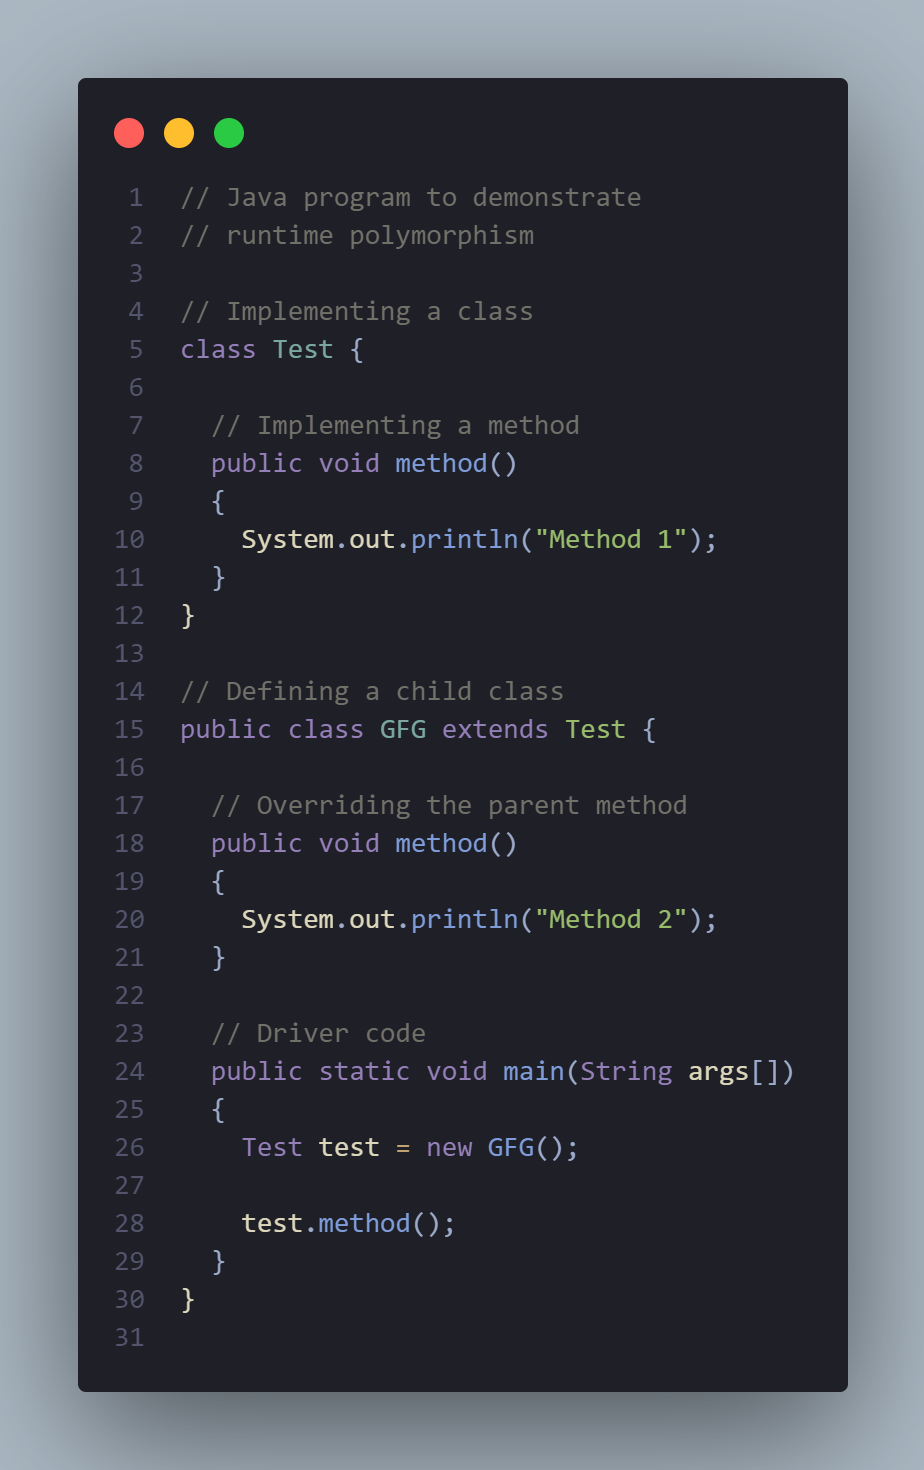 1 // Java program to demonstrate
2 // runtime polymorphism
3
4 // Implementing a class
5 class Test {
6
7   // Implementing a method
8   public void method()
9   {
10     System.out.println("Method 1");
11   }
12 }
13
14 // Defining a child class
15 public class GFG extends Test {
16
17   // Overriding the parent method
18   public void method()
19   {
20     System.out.println("Method 2");
21   }
22
23   // Driver code
24   public static void main(String args[])
25   {
26     Test test = new GFG();
27
28     test.method();
29   }
30 }
31